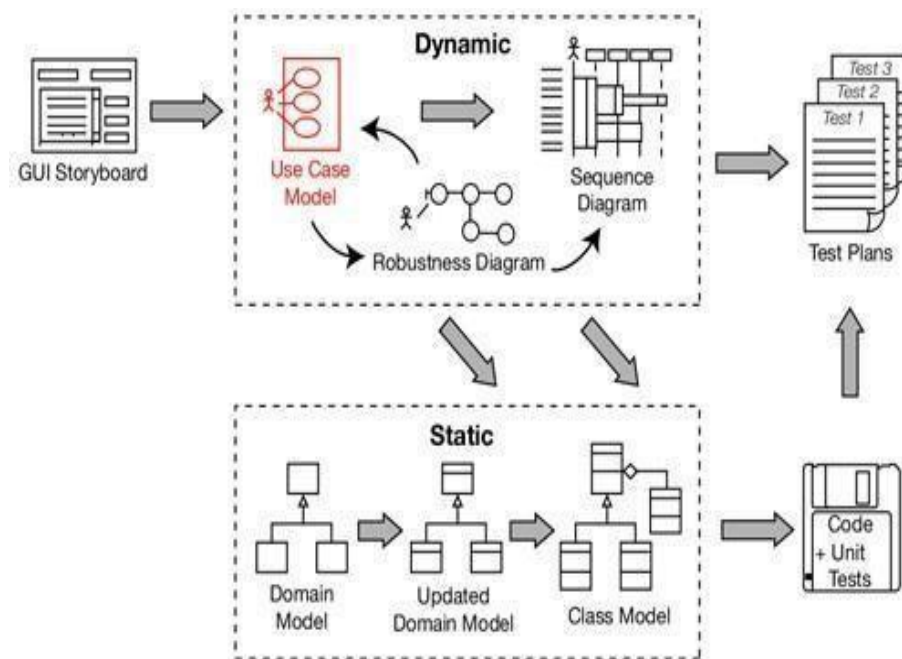 Dynamic
GUI Storyboard
Use Case
Model
Robustness Diagram
Sequence
Diagram
Test 3
Test 2
Test 1
Test Plans
Static
Domain
Model
Updated
Domain Model
Class Model
Code
+ Unit
Tests